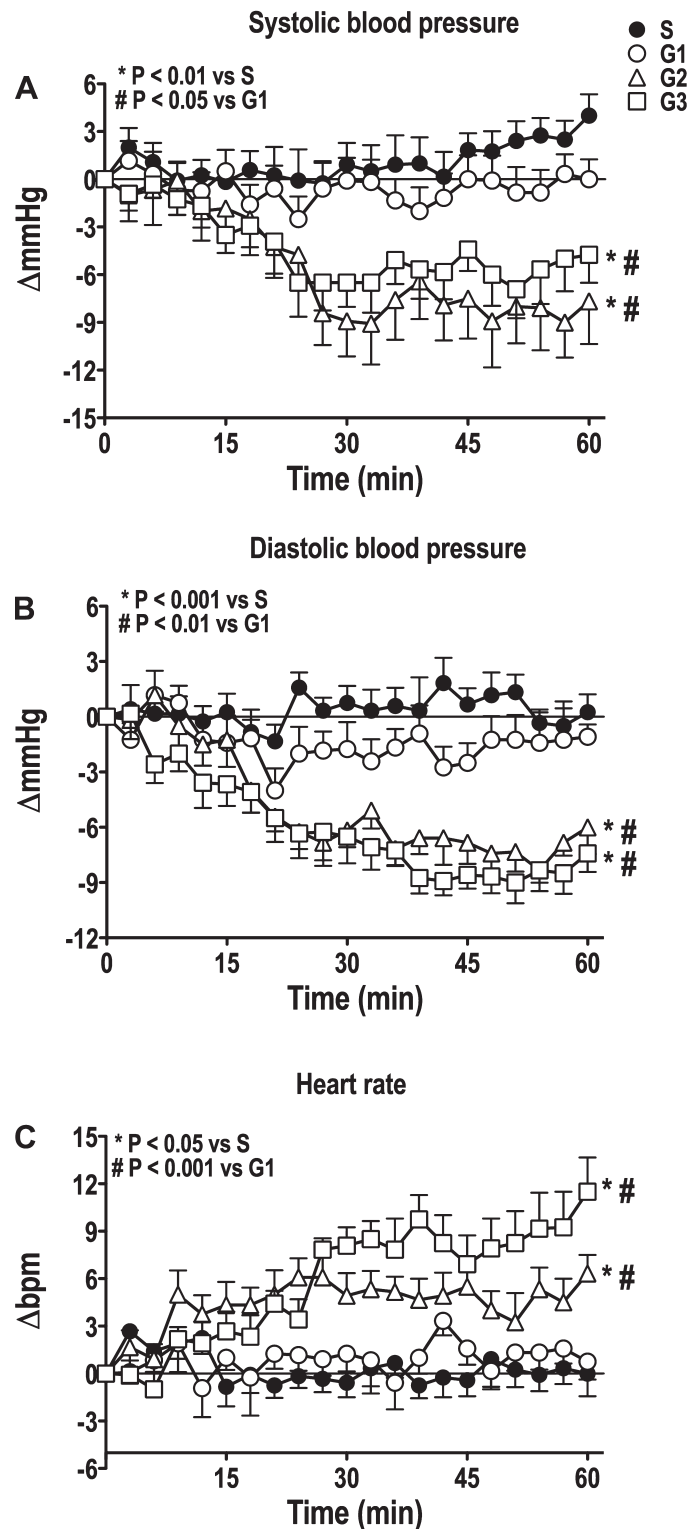 Systolic blood pressure
S
G1
G2
G3
A
* P < 0.01 vs S
# P < 0.05 vs G1
6
3
0
-3
-6
-9
-12
-15
ΔmmHg
* #
* #
0 15 30 45 60
Time (min)
Diastolic blood pressure
B
* P < 0.001 vs S
# P < 0.01 vs G1
6
3
0
-3
-6
-9
-12
ΔmmHg
* #
* #
0 15 30 45 60
Time (min)
Heart rate
C
* P < 0.05 vs S
# P < 0.001 vs G1
15
12
9
6
3
0
-3
-6
Δbpm
* #
* #
15 30 45 60
Time (min)